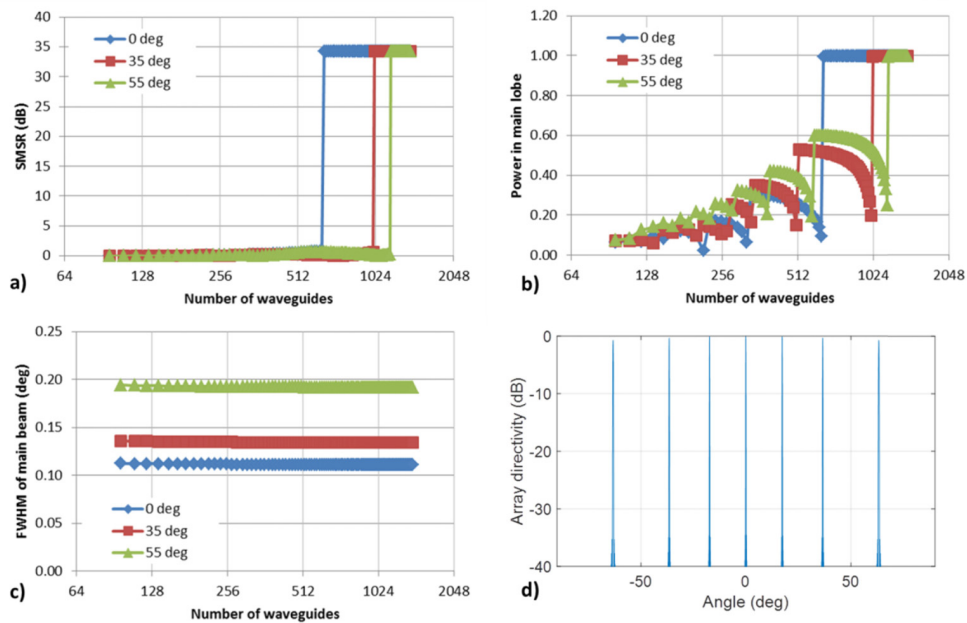 40
35
30
25
20
15
10
5
0
SMSR (dB)
0 deg
35 deg
55 deg
64 128 256 512 1024 2048
Number of waveguides
a)
1.20
1.00
0.80
0.60
0.40
0.20
0.00
Power in main lobe
0 deg
35 deg
55 deg
64 128 256 512 1024 2048
Number of waveguides
b)
0.25
0.20
0.15
0.10
0.05
0.00
FWHM of main beam (deg)
0 deg
35 deg
55 deg
64 128 256 512 1024 2048
Number of waveguides
c)
0
-10
-20
-30
-40
Array directivity (dB)
-50 0 50
Angle (deg)
d)